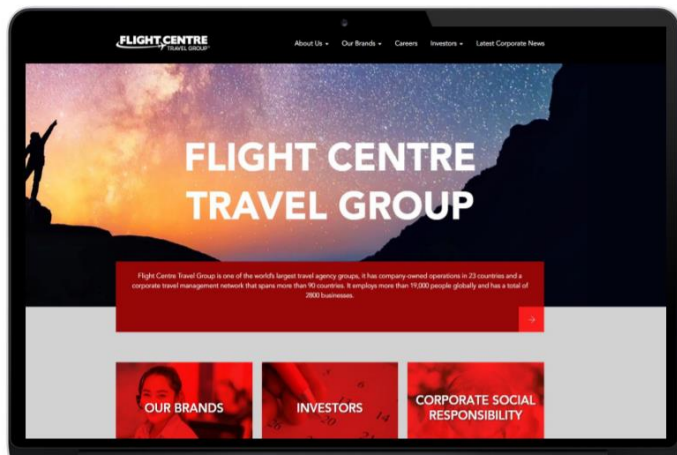 FLIGHT CENTRE
TRAVEL GROUP
About Us
Our Brands
Careers
Investors
Latest Corporate News
FLIGHT CENTRE
TRAVEL GROUP
Flight Centre Travel Group is one of the world's largest travel agency groups, it has company-owned operations in 23 countries and a
corporate travel management network that spans more than 90 countries. It employs more than 19,000 people globally and has a total of
2800 businesses.
OUR BRANDS
INVESTORS
CORPORATE SOCIAL
RESPONSIBILITY